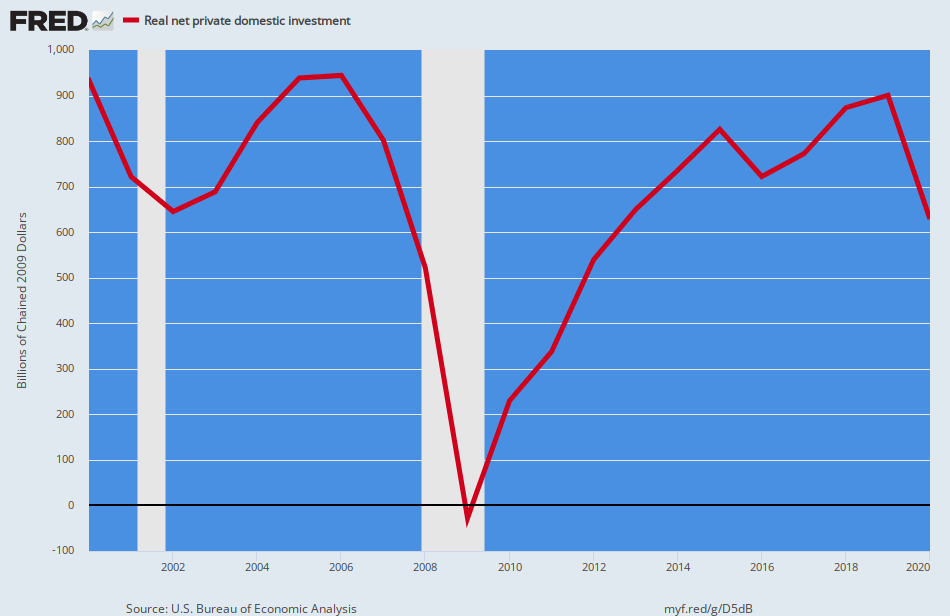 FRED Real net private domestic investment
Billions of Chained 2009 Dollars
1,000
900
800
700
600
500
400
300
200
100
0
-100
2002 2004 2006 2008 2010 2012 2014 2016 2018 2020
Source: U.S. Bureau of Economic Analysis
myf.red/g/D5dB